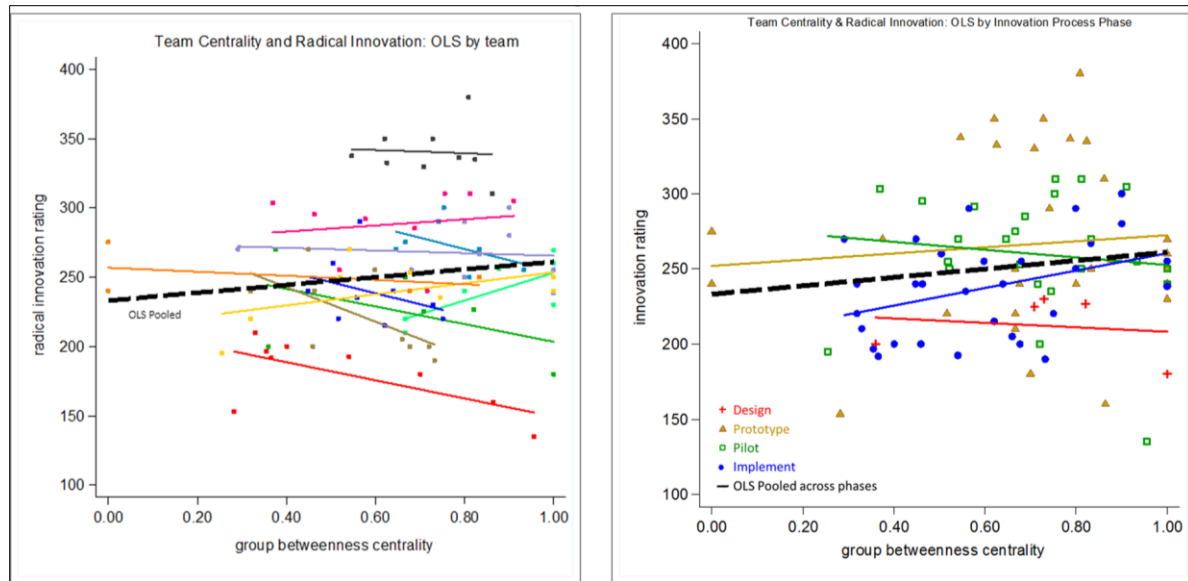 Team Centrality and Radical Innovation: OLS by team
400
350
300
250
200
150
100
radical innovation rating
OLS Pooled
0.00 0.20 0.40 0.60 0.80 1.00
group betweenness centrality
Team Centrality & Radical Innovation: OLS by Innovation Process Phase
400
350
300
250
200
150
100
innovation rating
Design
Prototype
Pilot
Implement
OLS Pooled across phases
0.00 0.20 0.40 0.60 0.80 1.00
group betweenness centrality